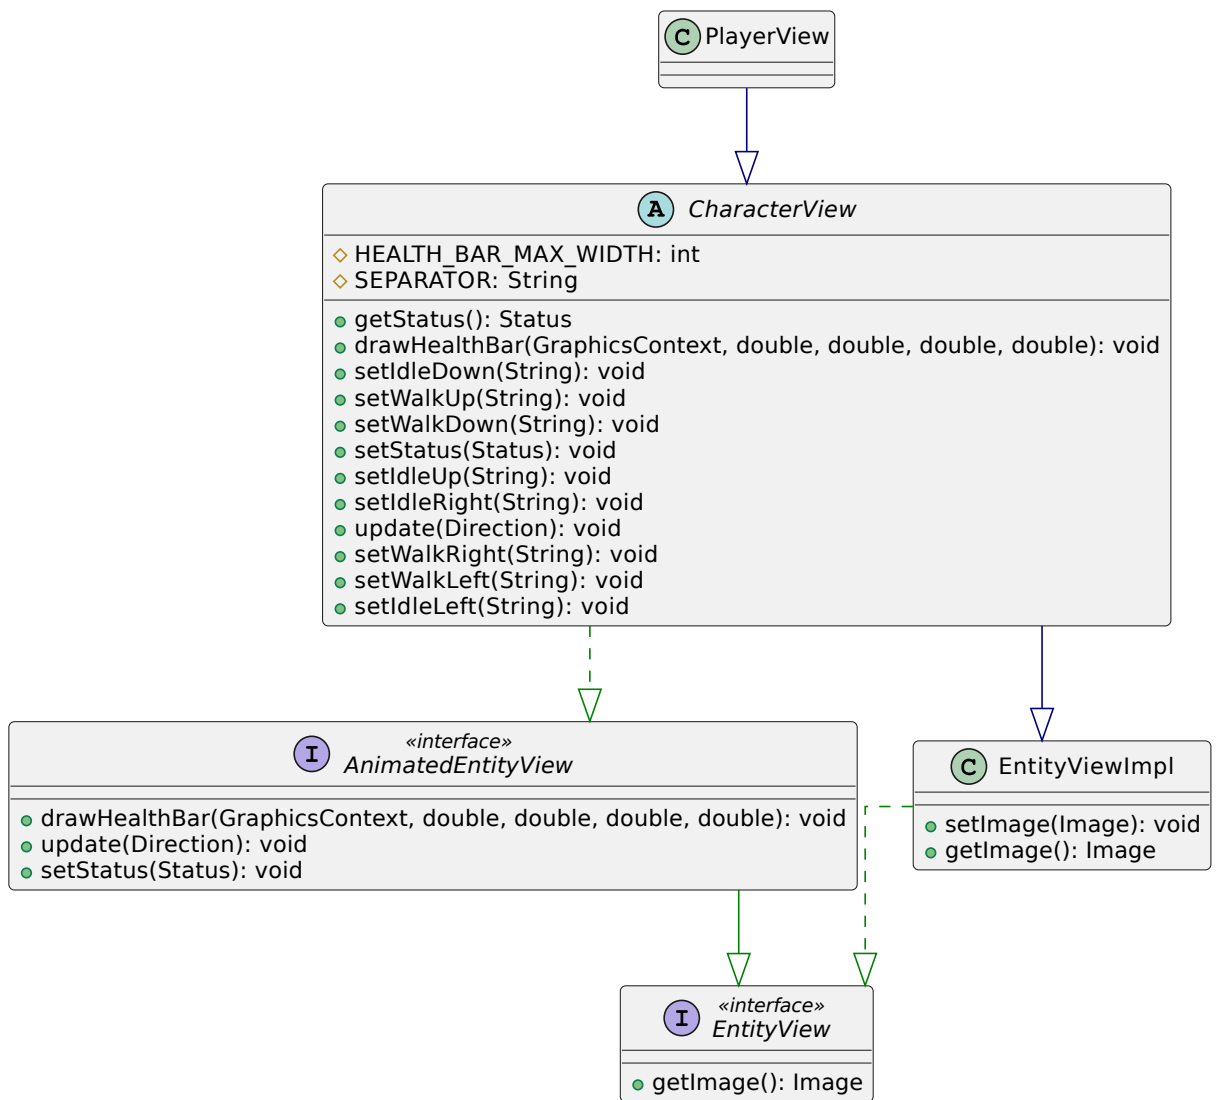 C PlayerView
A CharacterView
HEALTH_BAR_MAX_WIDTH: int
SEPARATOR: String
getStatus(): Status
drawHealthBar(GraphicsContext, double, double, double, double): void
setIdleDown(String): void
setWalkUp(String): void
setWalkDown(String): void
setStatus(Status): void
setIdleUp(String): void
setIdleRight(String): void
update(Direction): void
setWalkRight(String): void
setWalkLeft(String): void
setIdleLeft(String): void
«interface»
I AnimatedEntityView
drawHealthBar(GraphicsContext, double, double, double, double): void
update(Direction): void
setStatus(Status): void
C EntityViewImpl
setImage(Image): void
getImage(): Image
«interface»
I EntityView
getImage(): Image